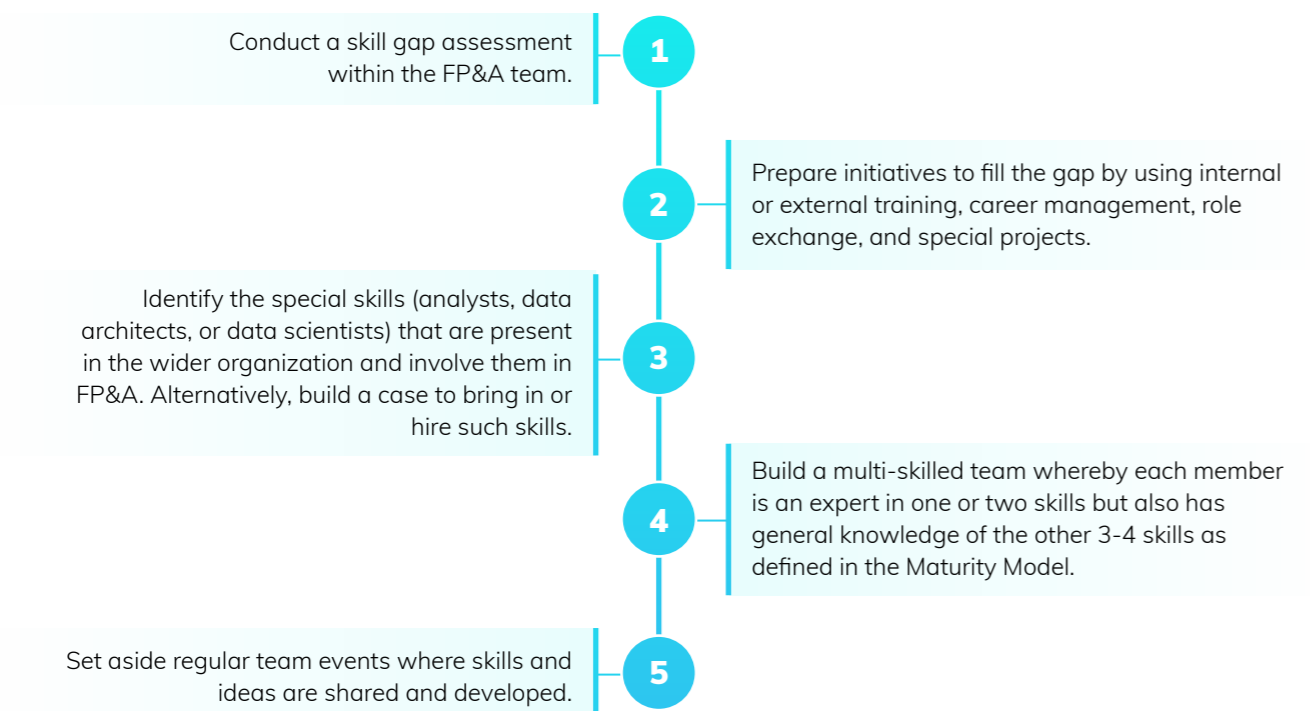 Conduct a skill gap assessment
within the FP&A team.
1
2
Prepare initiatives to fill the gap by using internal
or external training, career management, role
exchange, and special projects.
Identify the special skills (analysts, data
architects, or data scientists) that are present
in the wider organization and involve them in
FP&A. Alternatively, build a case to bring in or
hire such skills.
3
4
Build a multi-skilled team whereby each member
is an expert in one or two skills but also has
general knowledge of the other 3-4 skills as
defined in the Maturity Model.
Set aside regular team events where skills and
ideas are shared and developed.
5